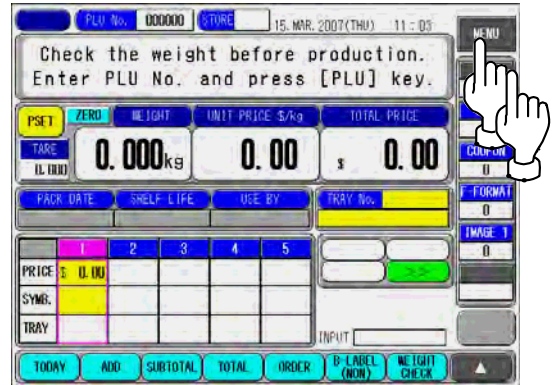 PLU No. 000000 STORE 15. MAR. 2007(THU) 11:03
MENU
Check the weight before production.
Enter PLU No. and press [PLU] key.
PSET ZERO WEIGHT UNIT PRICE $/kg TOTAL PRICE
TARE 0.000 0.000kg 0.00 $ 0.00
COUPON
0
PACK DATE SHELF LIFE USE BY TRAY No.
F-FORMAT
0
IMAGE 1
0
1 2 3 4 5
PRICE $ 0.00
>>
SYMB.
TRAY
INPUT
TODAY ADD SUBTOTAL TOTAL ORDER B-LABEL (NON) WEIGHT CHECK ▲